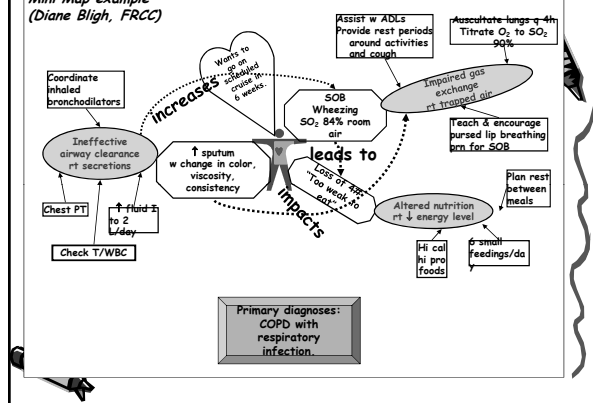 Mini Map example
(Diane Bligh, FRCC)
Assist w ADLs
Provide rest periods
around activities
and cough
Auscultate lungs q 4h
Titrate O₂ to SO₂
90%
Wants to
go on
scheduled
cruise in
6 weeks.
Coordinate
inhaled
bronchodilators
increases
SOB
Wheezing
SO₂ 84% room
air
Impaired gas
exchange
rt trapped air
Teach & encourage
pursed lip breathing
prn for SOB
Ineffective
airway clearance
rt secretions
↑ sputum
w change in color,
viscosity,
consistency
leads to
Loss of
"Too weak to
eat"
impacts
Plan rest
between
meals
Altered nutrition
rt ↓ energy level
Chest PT
↑ fluid I
to 2
L/day
Check T/WBC
Hi cal
hi pro
foods
6 small
feedings/da
y
Primary diagnoses:
COPD with
respiratory
infection.